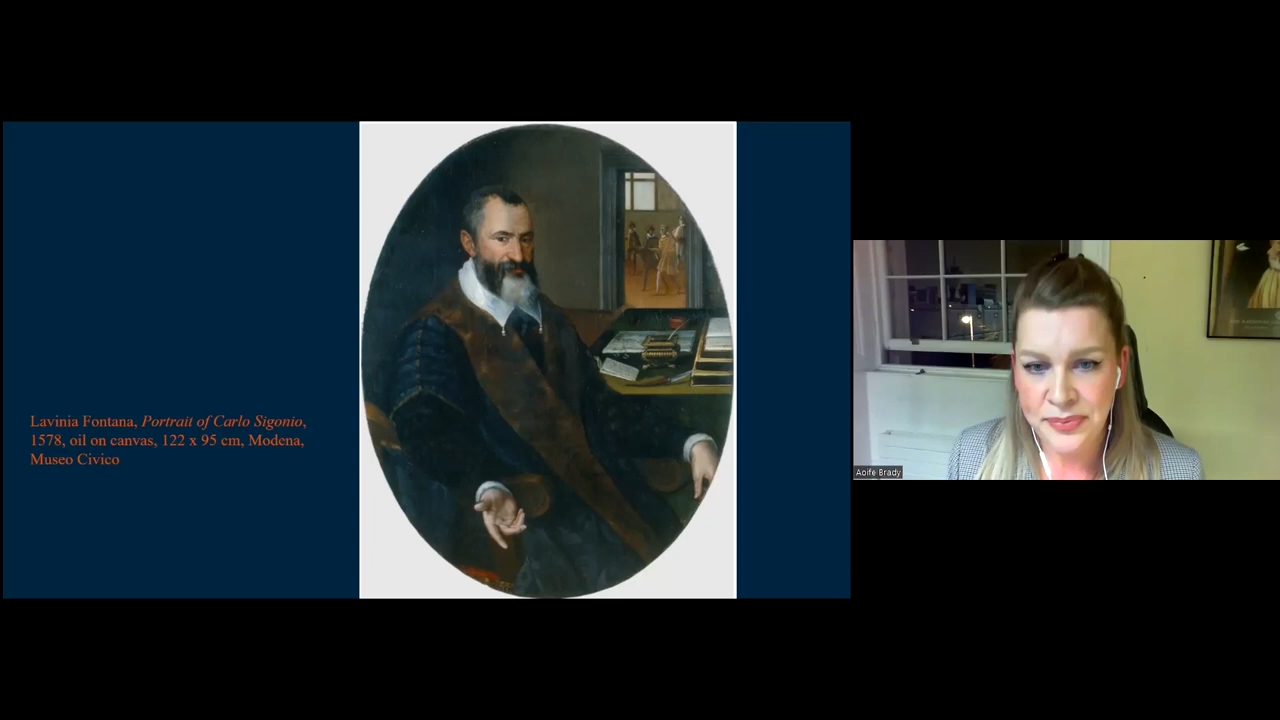 Lavinia Fontana, Portrait of Carlo Sigonio,
1578, oil on canvas, 122 x 95 cm, Modena,
Museo Civico
Aoife Brady